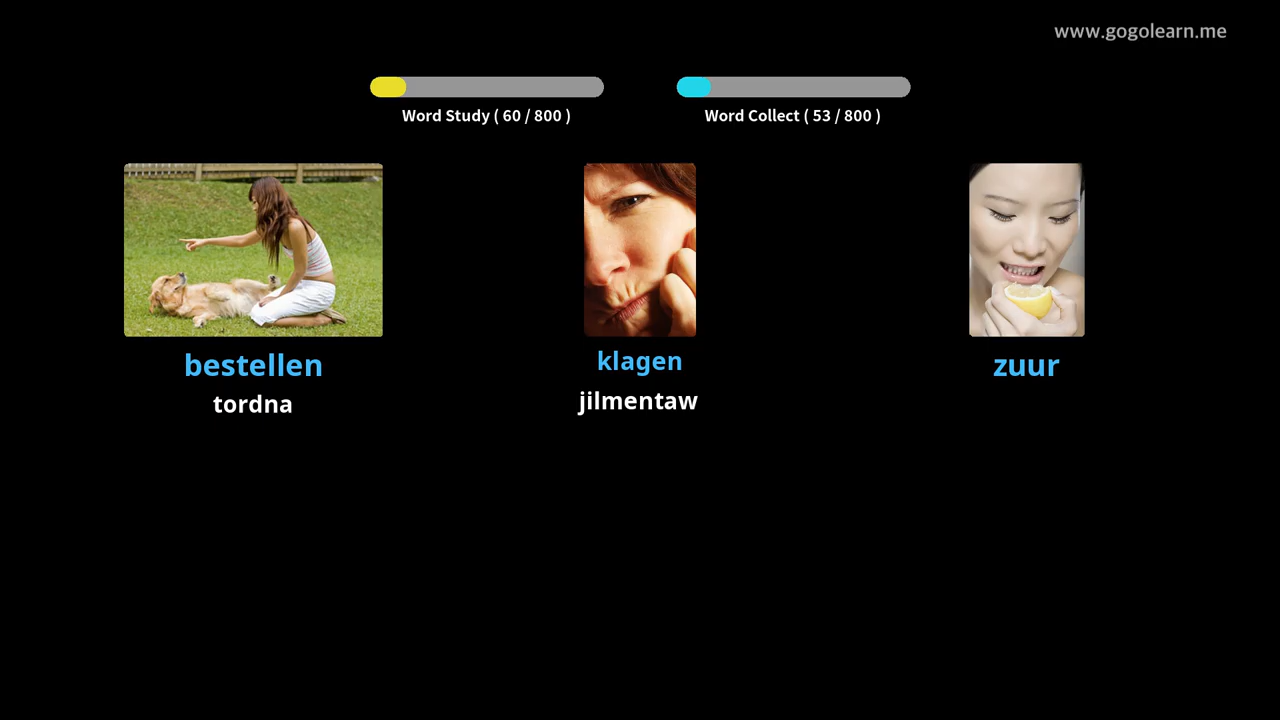 www.gogolearn.me
Word Study ( 60 / 800 )
Word Collect ( 53 / 800 )
bestellen
tordna
klagen
jilmentaw
zuur